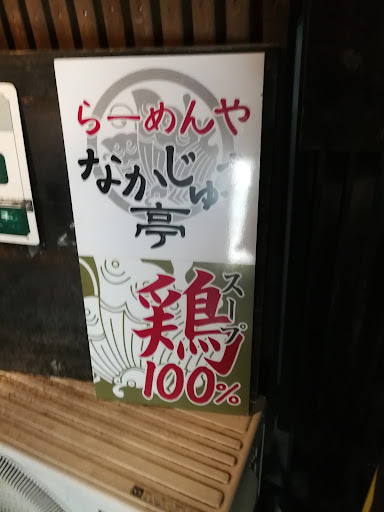 らーめんや
なかじゅう
亭
鶏スープ
100%